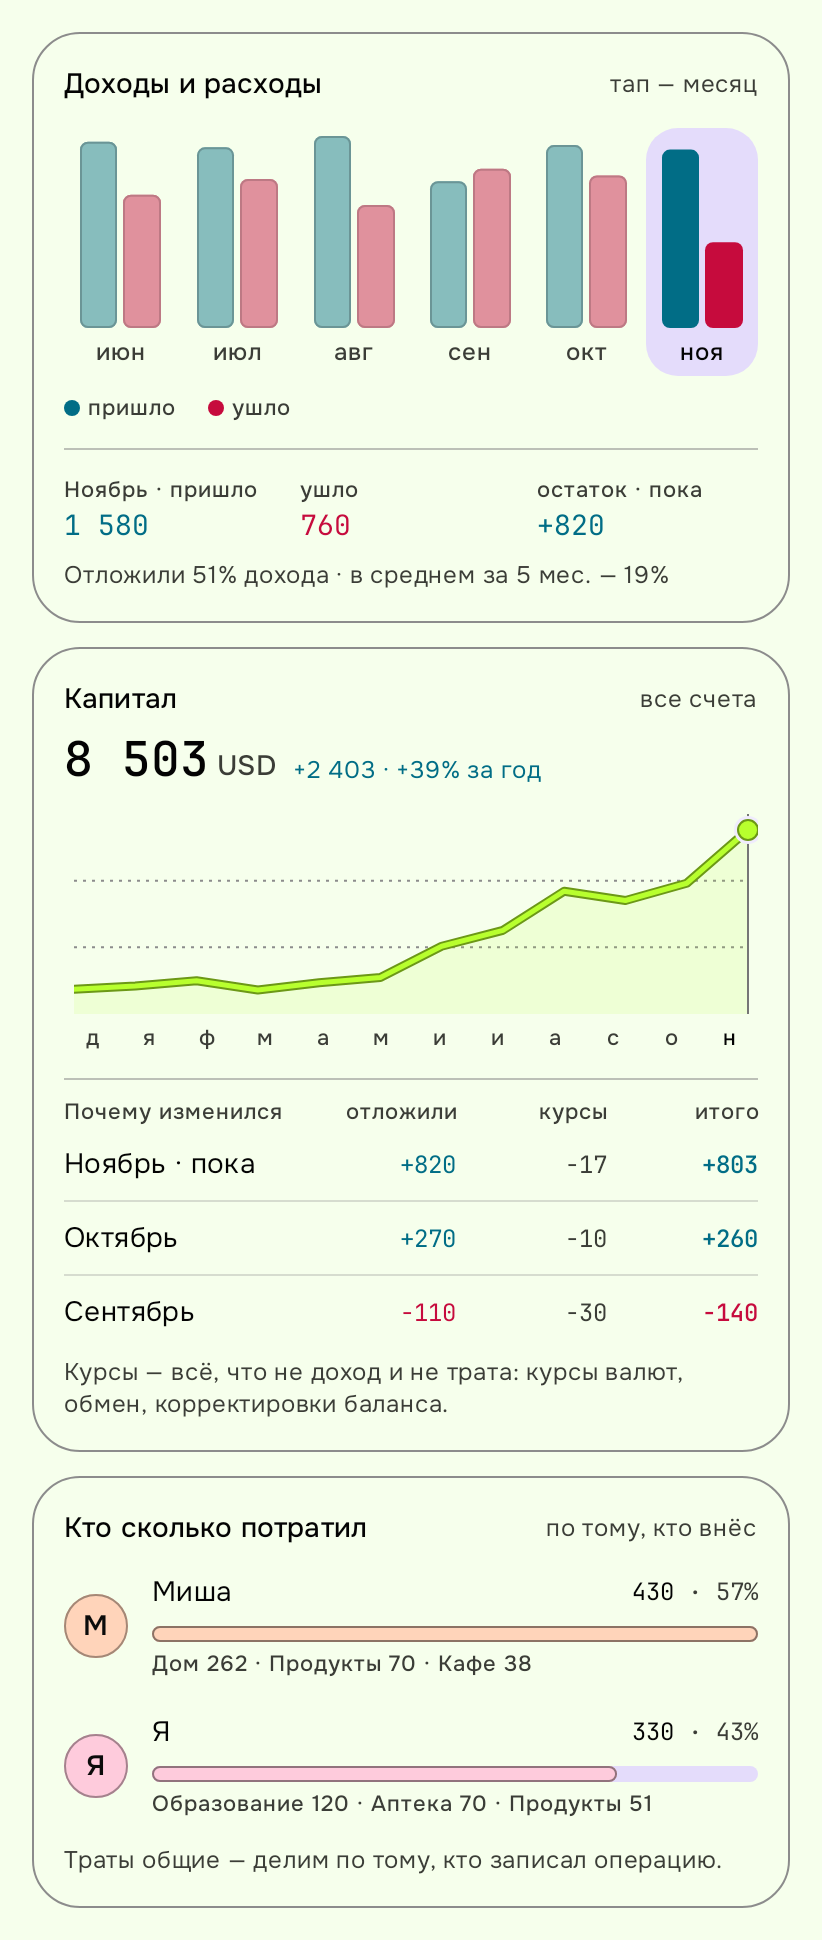 Доходы и расходы тап — месяц
июн июл авг сен окт ноя
пришло ушло
Ноябрь · пришло ушло остаток · пока
1 580 760 +820
Отложили 51% дохода · в среднем за 5 мес. — 19%
Капитал все счета
8 503 USD +2 403 · +39% за год
д я ф м а м и и а с о н
Почему изменился отложили курсы итого
Ноябрь · пока +820 -17 +803
Октябрь +270 -10 +260
Сентябрь -110 -30 -140
Курсы — всё, что не доход и не трата: курсы валют,
обмен, корректировки баланса.
Кто сколько потратил по тому, кто внёс
Миша 430 · 57%
М
Дом 262 · Продукты 70 · Кафе 38
Я 330 · 43%
Я
Образование 120 · Аптека 70 · Продукты 51
Траты общие — делим по тому, кто записал операцию.